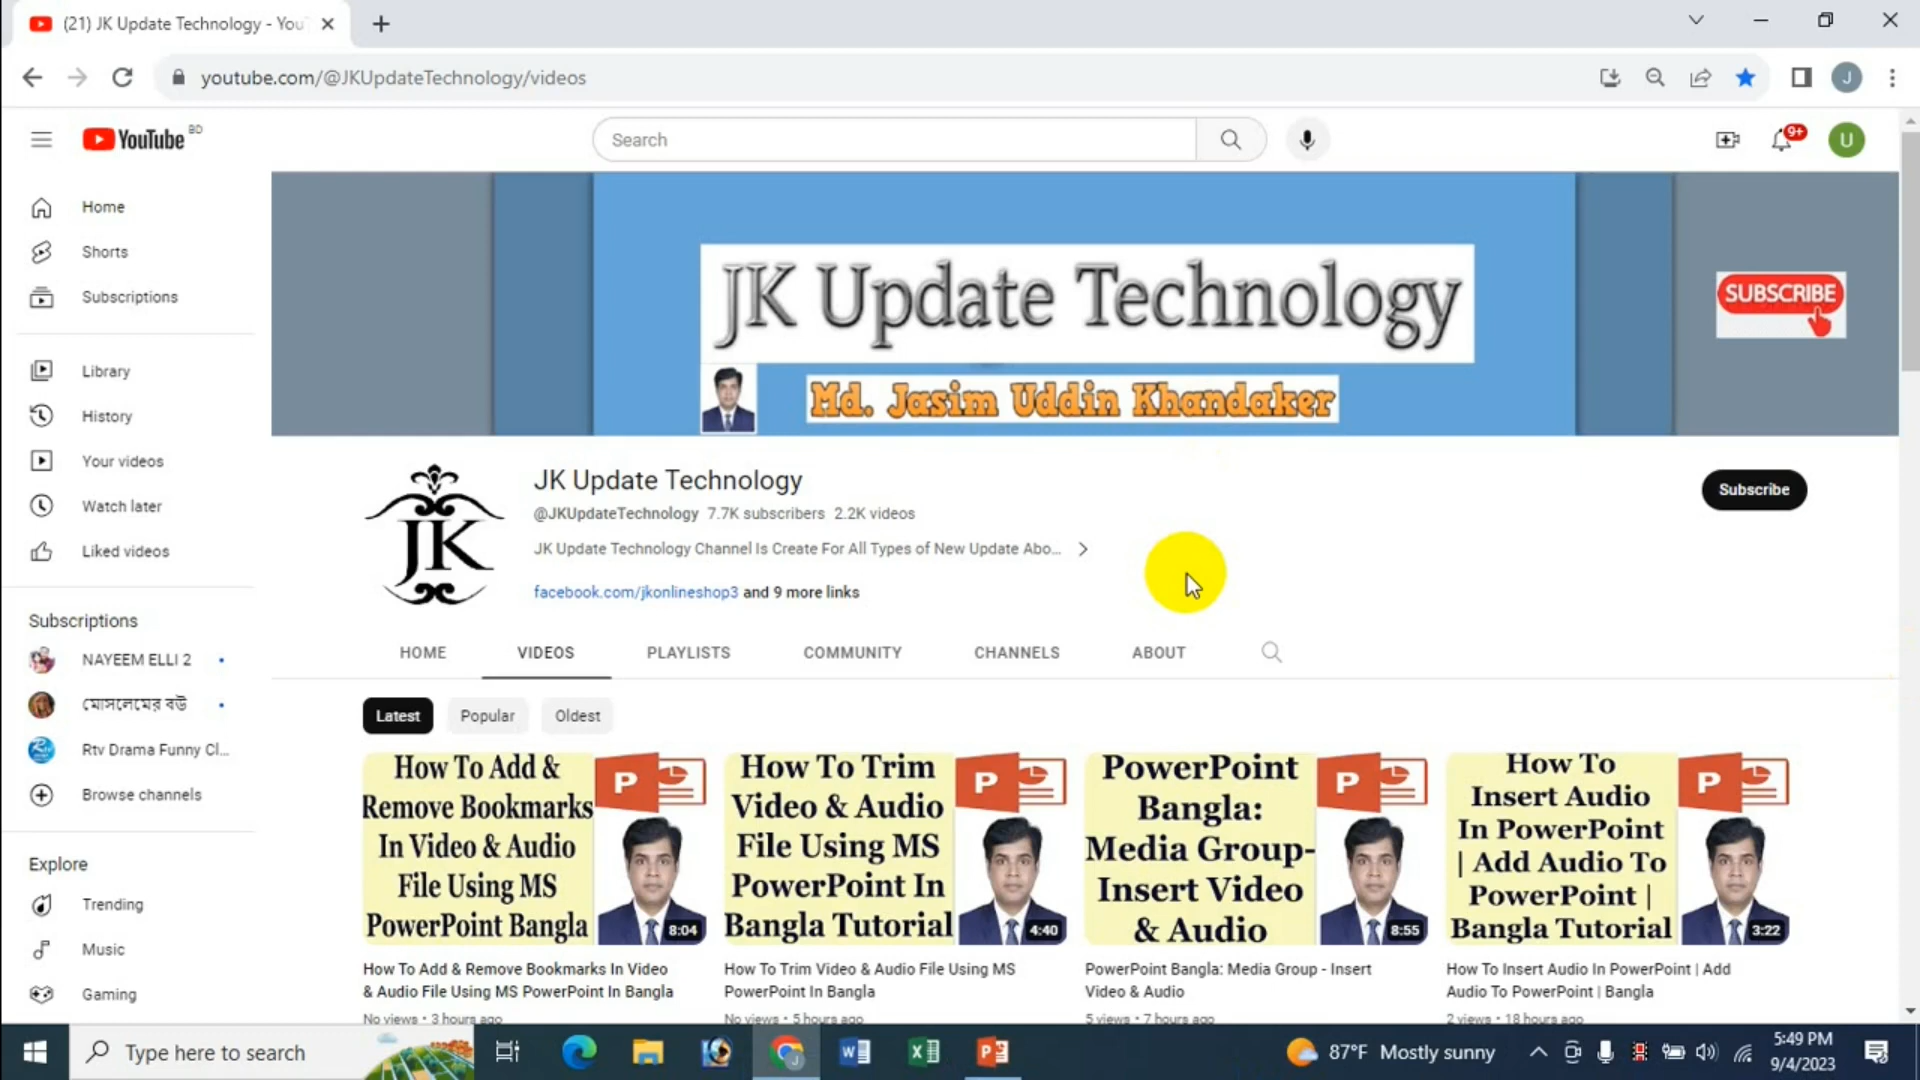 (21) JK Update Technology - You
youtube.com/@JKUpdateTechnology/videos
J
YouTube BD
Search
9+
U
Home
Shorts
Subscriptions
Library
History
Your videos
Watch later
Liked videos
Subscriptions
NAYEEM ELLI 2
মোসলেমের বউ
Rtv Drama Funny Cl...
Browse channels
Explore
Trending
Music
Gaming
JK Update Technology
Md. Jasim Uddin Khandaker
SUBSCRIBE
JK
JK Update Technology
@JKUpdateTechnology 7.7K subscribers 2.2K videos
JK Update Technology Channel Is Create For All Types of New Update Abo...
facebook.com/jkonlineshop3 and 9 more links
Subscribe
HOME VIDEOS PLAYLISTS COMMUNITY CHANNELS ABOUT
Latest Popular Oldest
How To Add &
Remove Bookmarks
In Video & Audio
File Using MS
PowerPoint Bangla
P
8:04
How To Add & Remove Bookmarks In Video
& Audio File Using MS PowerPoint In Bangla
No views • 3 hours ago
How To Trim
Video & Audio
File Using MS
PowerPoint In
Bangla Tutorial
P
4:40
How To Trim Video & Audio File Using MS
PowerPoint In Bangla
No views • 5 hours ago
PowerPoint
Bangla:
Media Group-
Insert Video
& Audio
P
8:55
PowerPoint Bangla: Media Group - Insert
Video & Audio
5 views • 7 hours ago
How To
Insert Audio
In PowerPoint
| Add Audio To
PowerPoint |
Bangla Tutorial
P
3:22
How To Insert Audio In PowerPoint | Add
Audio To PowerPoint | Bangla
2 views • 18 hours ago
Type here to search
87°F Mostly sunny
5:49 PM
9/4/2023